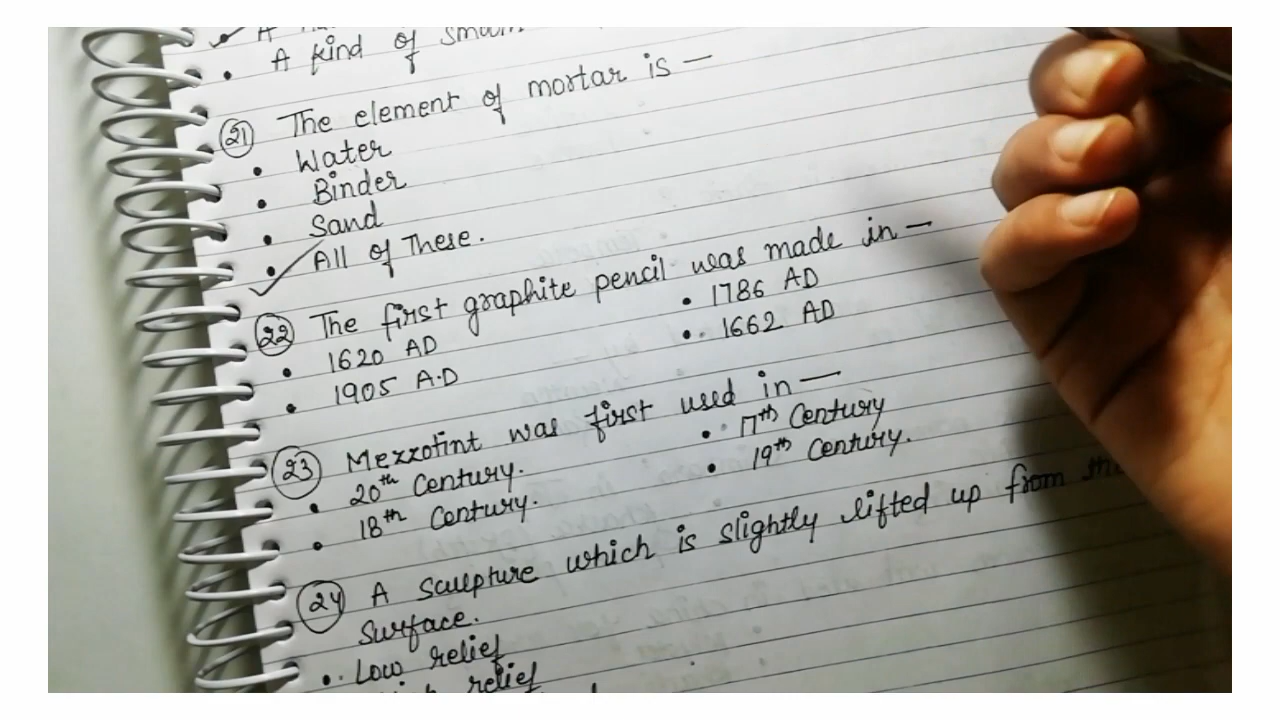 A
• A kind of
(21) The element of mortar is —
• Water
• Binder
• Sand
• All of These.
(22) The first graphite pencil was made in —
• 1620 AD • 1786 AD
• 1905 A.D • 1662 AD
(23) Mezzotint was first used in —
• 20th Century. • 17th Century
• 18th Century. • 19th Century.
(24) A sculpture which is slightly lifted up from the
Surface.
• Low relief
relief